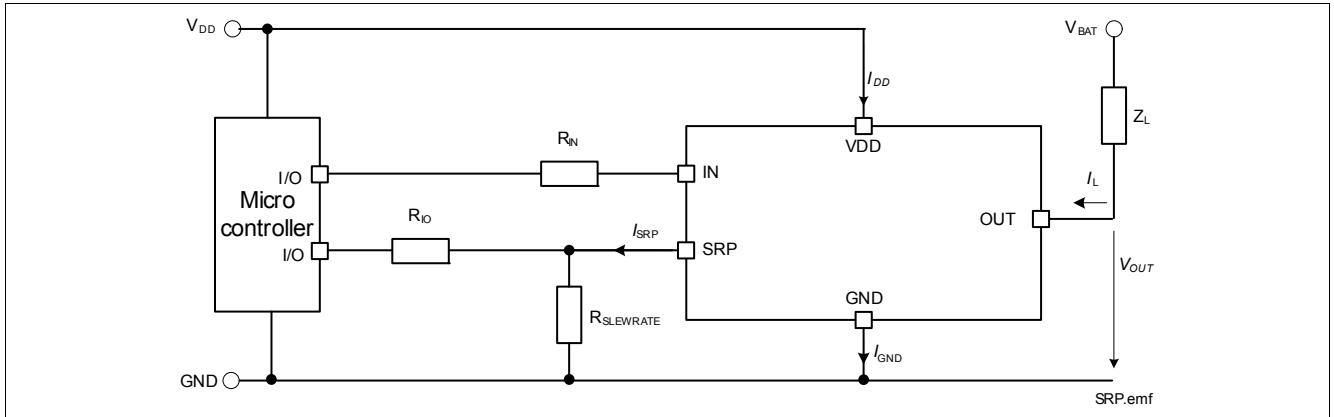 VDD
VBAT
IDD
ZL
RIN
VDD
IN
I/O
Micro
controller
IL
RIO
OUT
ISRP
I/O
SRP
VOUT
GND
RSLEWRATE
IGND
GND
SRP.emf